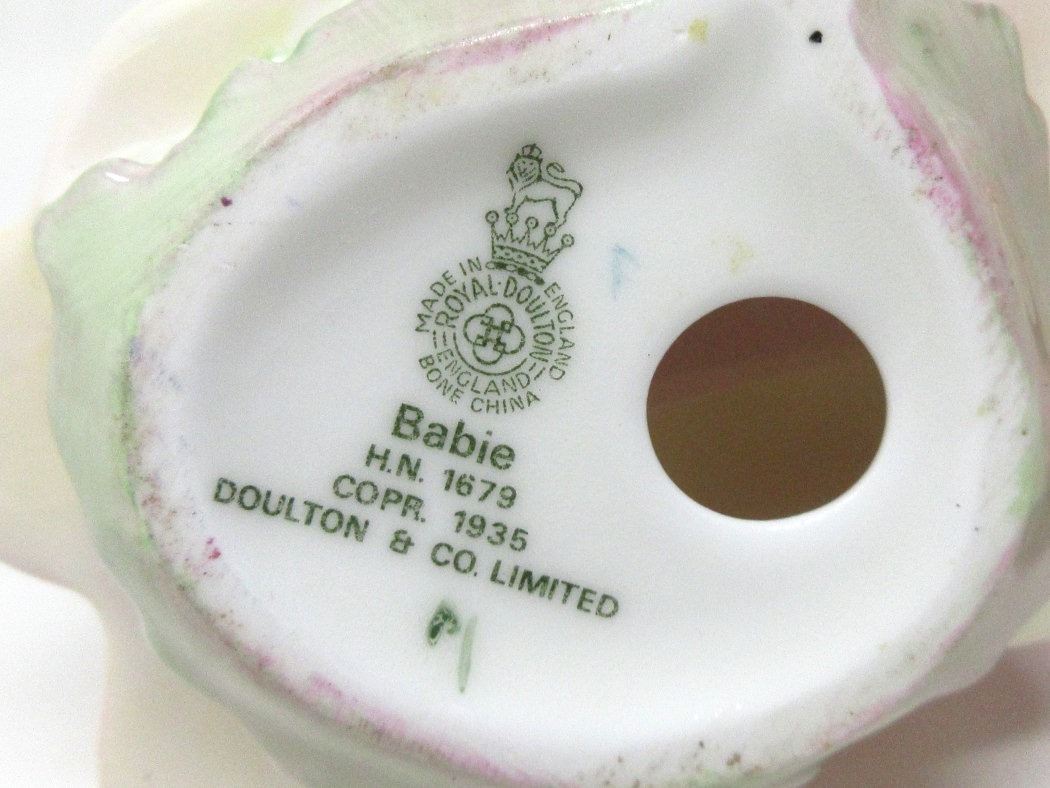 MADE IN ENGLAND
ROYAL·DOULTON
ENGLAND
BONE CHINA
Babie
H.N. 1679
COPR. 1935
DOULTON & CO. LIMITED